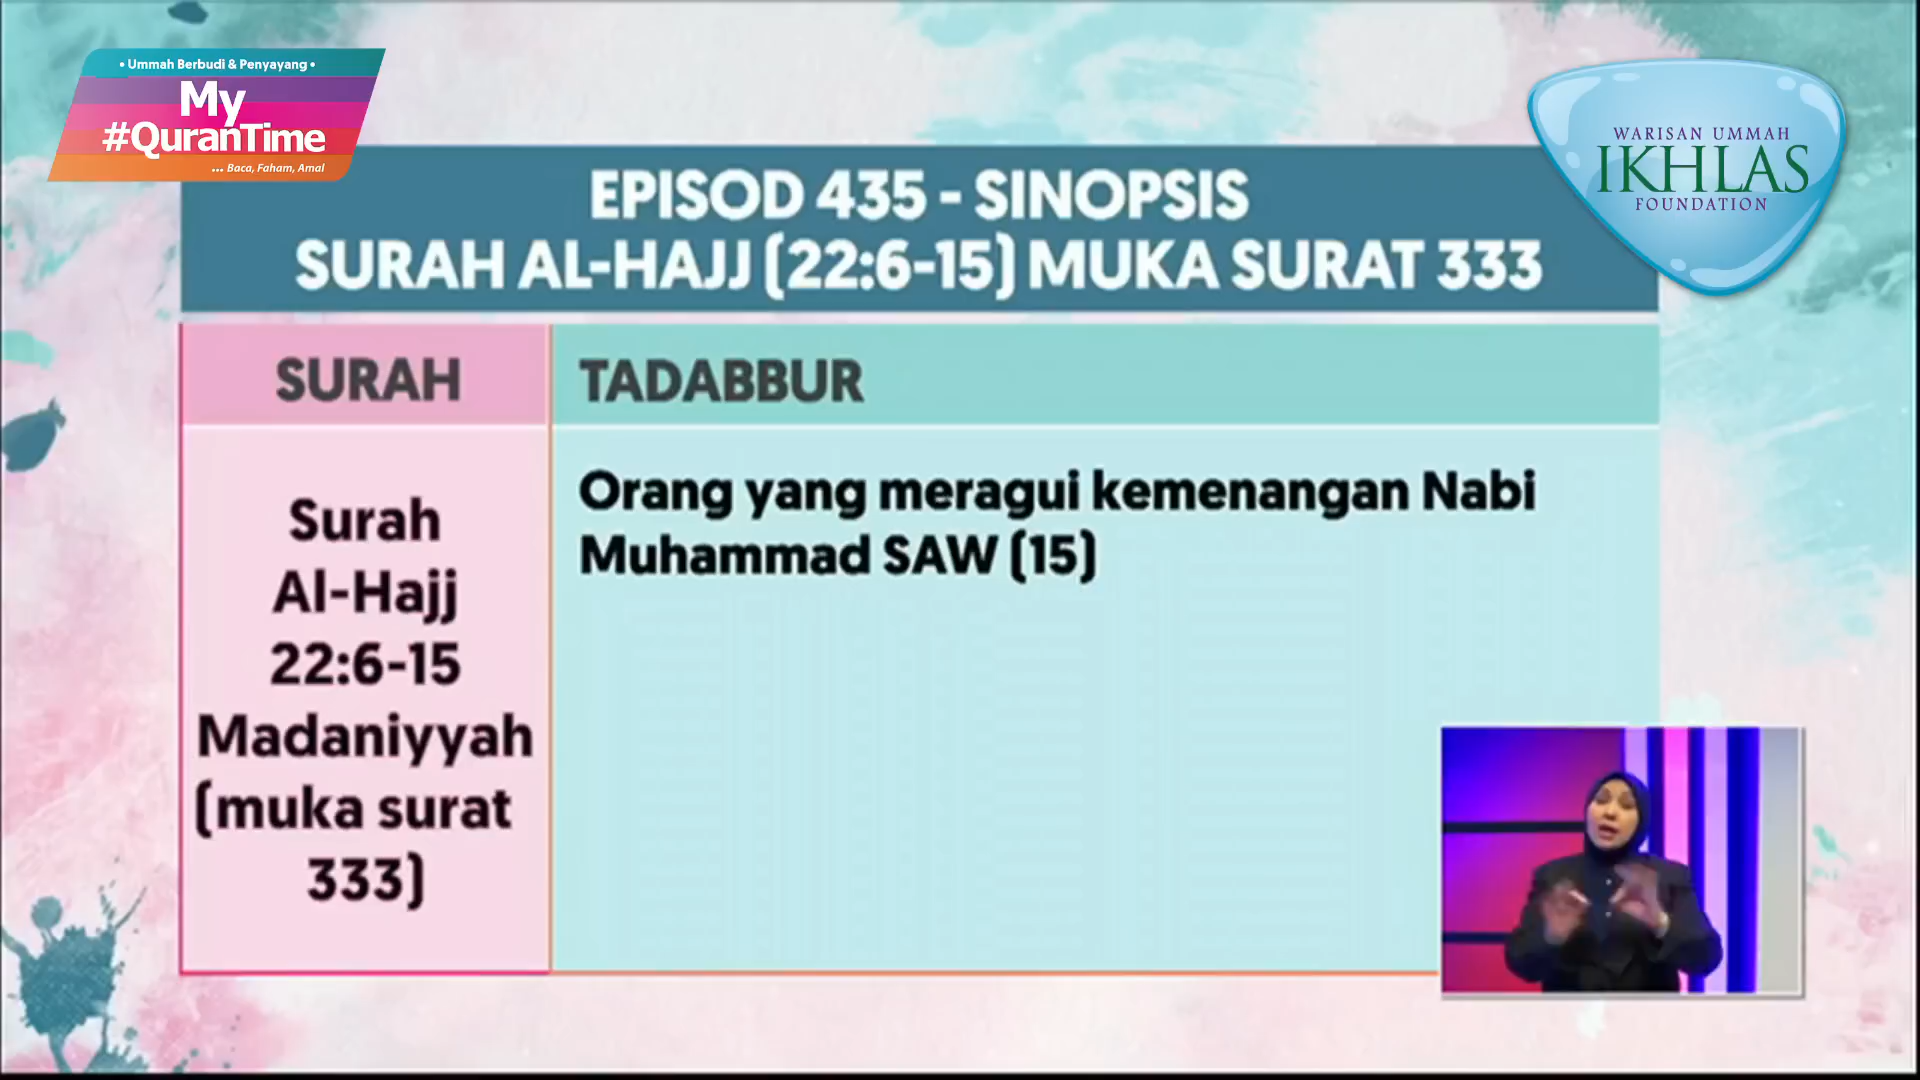 • Ummah Berbudi & Penyayang •
My
#QuranTime
... Baca, Faham, Amal
WARISAN UMMAH
IKHLAS
FOUNDATION
EPISOD 435 - SINOPSIS
SURAH AL-HAJJ (22:6-15) MUKA SURAT 333
SURAH
TADABBUR
Surah
Al-Hajj
22:6-15
Madaniyyah
(muka surat
333)
Orang yang meragui kemenangan Nabi
Muhammad SAW (15)